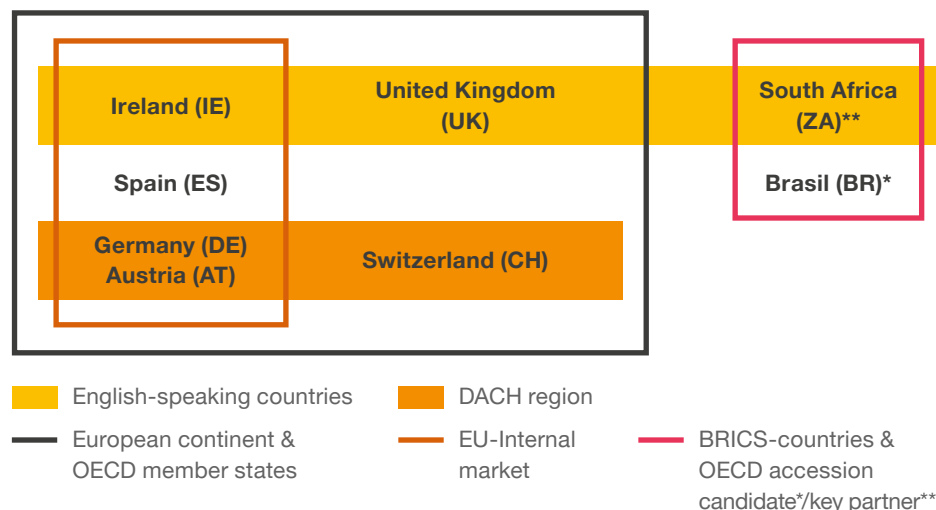 Ireland (IE)
United Kingdom
(UK)
South Africa
(ZA)**
Spain (ES)
Brasil (BR)*
Germany (DE)
Austria (AT)
Switzerland (CH)
English-speaking countries
DACH region
European continent &
OECD member states
EU-Internal
market
BRICS-countries &
OECD accession
candidate*/key partner**